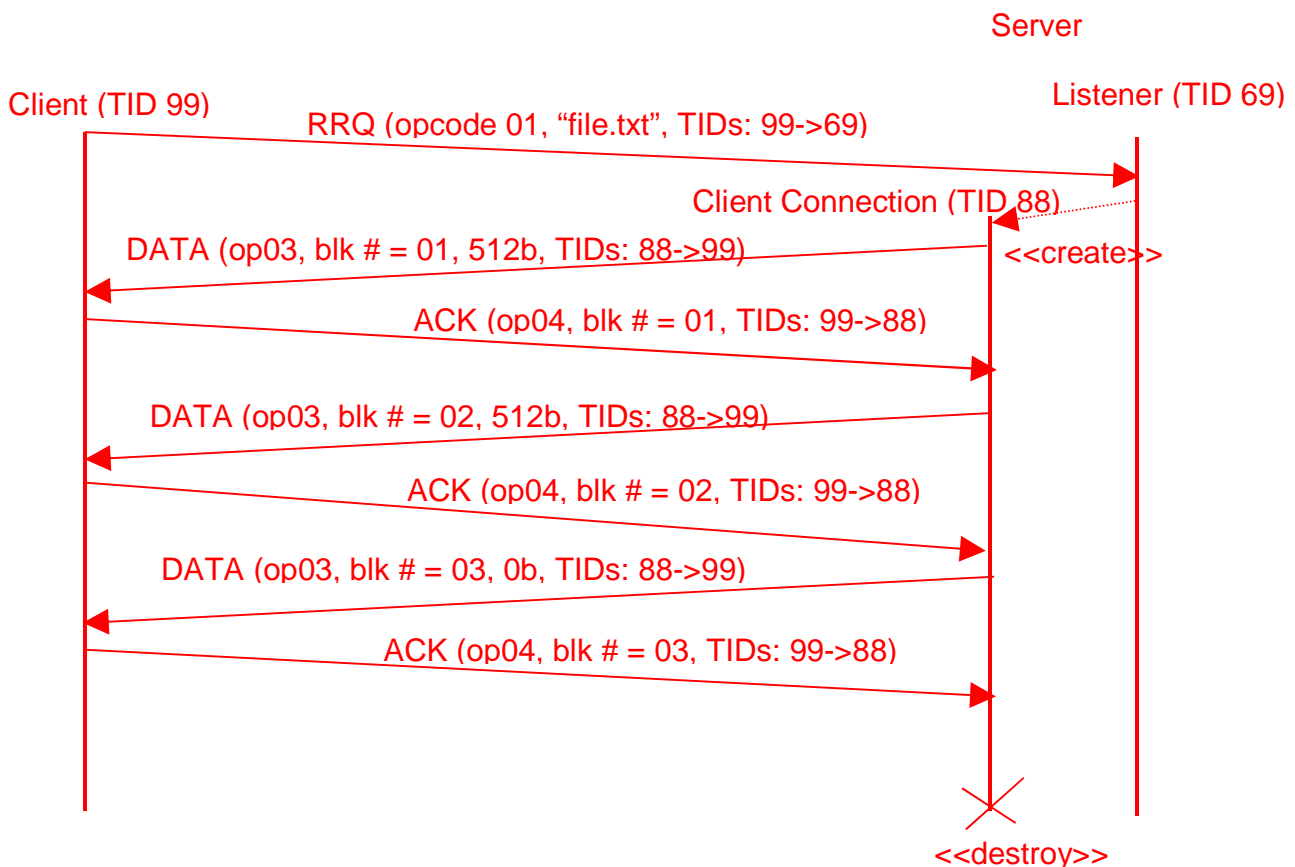 Server
Client (TID 99)
Listener (TID 69)
RRQ (opcode 01, “file.txt”, TIDs: 99->69)
Client Connection (TID 88)
DATA (op03, blk # = 01, 512b, TIDs: 88->99)
<<create>>
ACK (op04, blk # = 01, TIDs: 99->88)
DATA (op03, blk # = 02, 512b, TIDs: 88->99)
ACK (op04, blk # = 02, TIDs: 99->88)
DATA (op03, blk # = 03, 0b, TIDs: 88->99)
ACK (op04, blk # = 03, TIDs: 99->88)
<<destroy>>